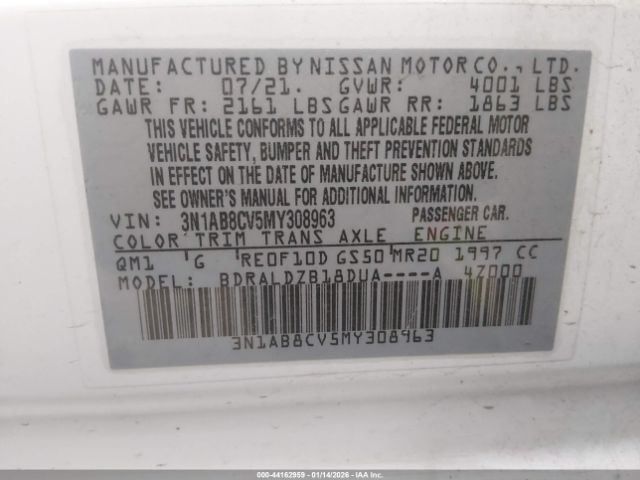 MANUFACTURED BY NISSAN MOTOR CO., LTD.
DATE: 07/21. GVWR: 4001 LBS
GAWR FR: 2161 LBS GAWR RR: 1863 LBS
THIS VEHICLE CONFORMS TO ALL APPLICABLE FEDERAL MOTOR
VEHICLE SAFETY, BUMPER AND THEFT PREVENTION STANDARDS
IN EFFECT ON THE DATE OF MANUFACTURE SHOWN ABOVE.
SEE OWNER'S MANUAL FOR ADDITIONAL INFORMATION.
VIN: 3N1AB8CV5MY308963 PASSENGER CAR.
COLOR TRIM TRANS AXLE ENGINE
QM1 G RE0F10D GS50 MR20 1997 CC
MODEL: BDRALDZB18DUA----A 4Z000
3N1AB8CV5MY308963
000-44162959 - 01/14/2026 - IAA Inc.